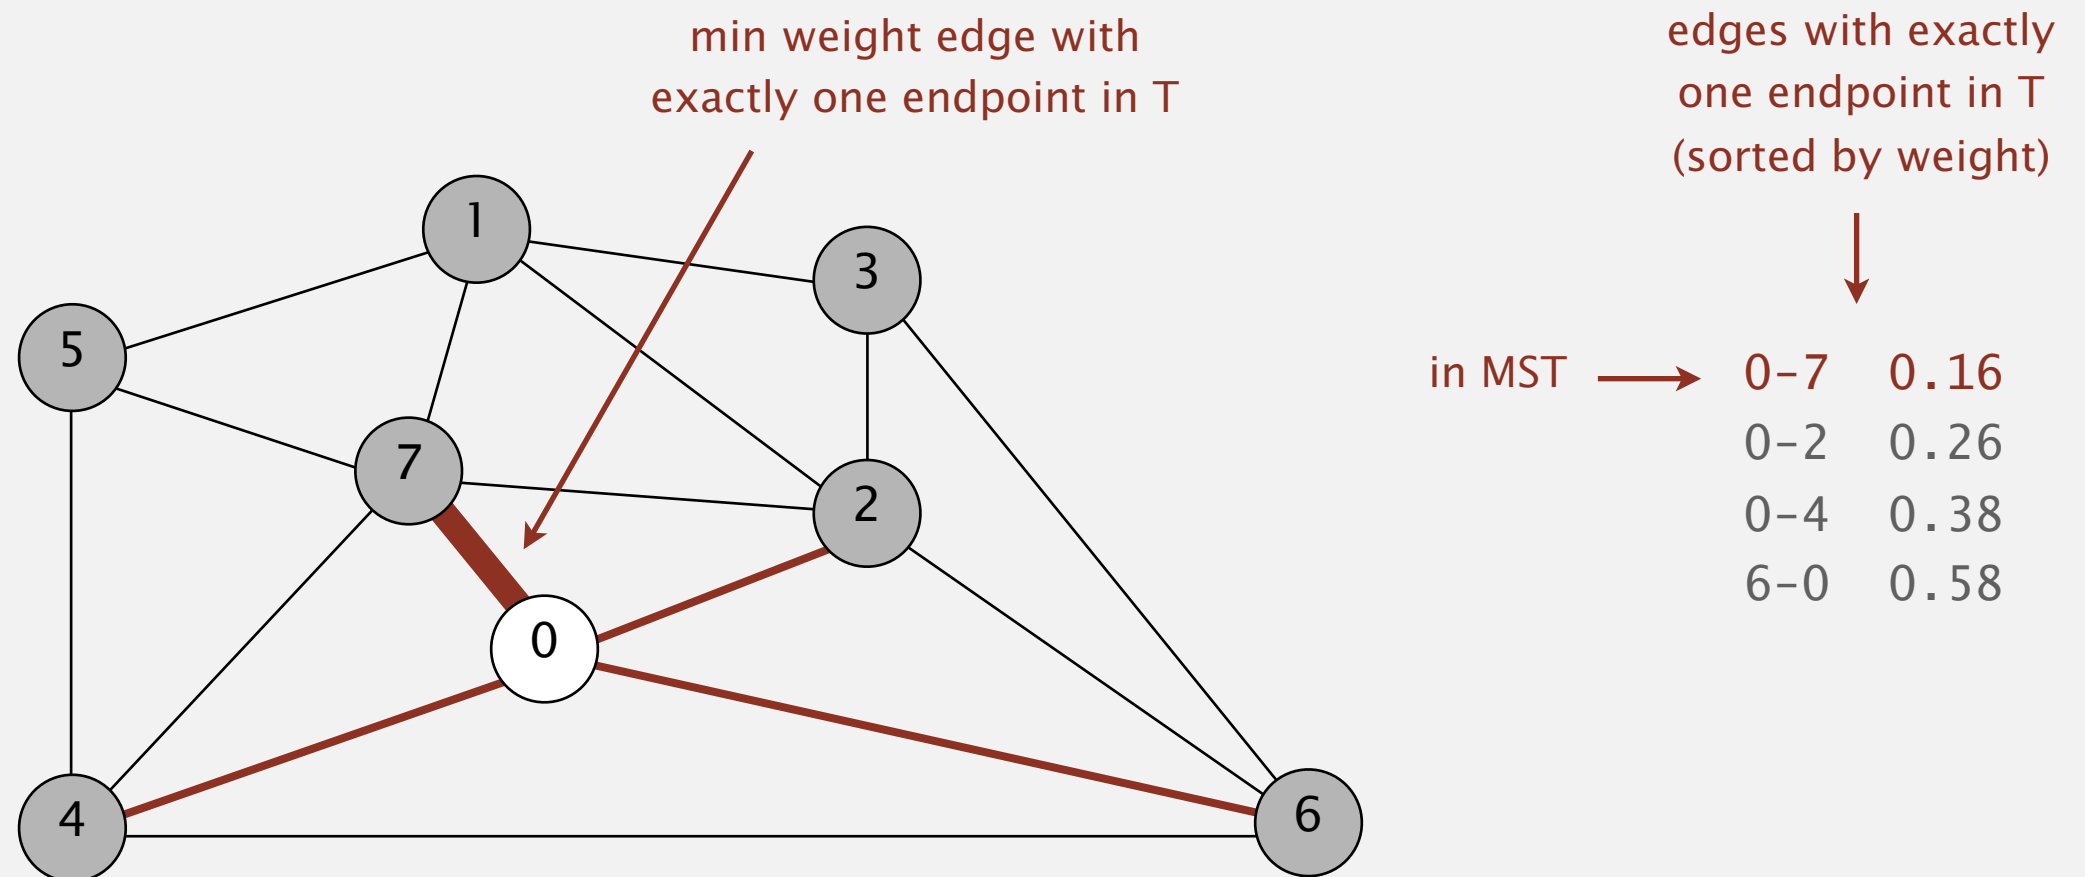 min weight edge with
exactly one endpoint in T
edges with exactly
one endpoint in T
(sorted by weight)
1
3
5
7
2
0
4
6
in MST
0-7 0.16
0-2 0.26
0-4 0.38
6-0 0.58